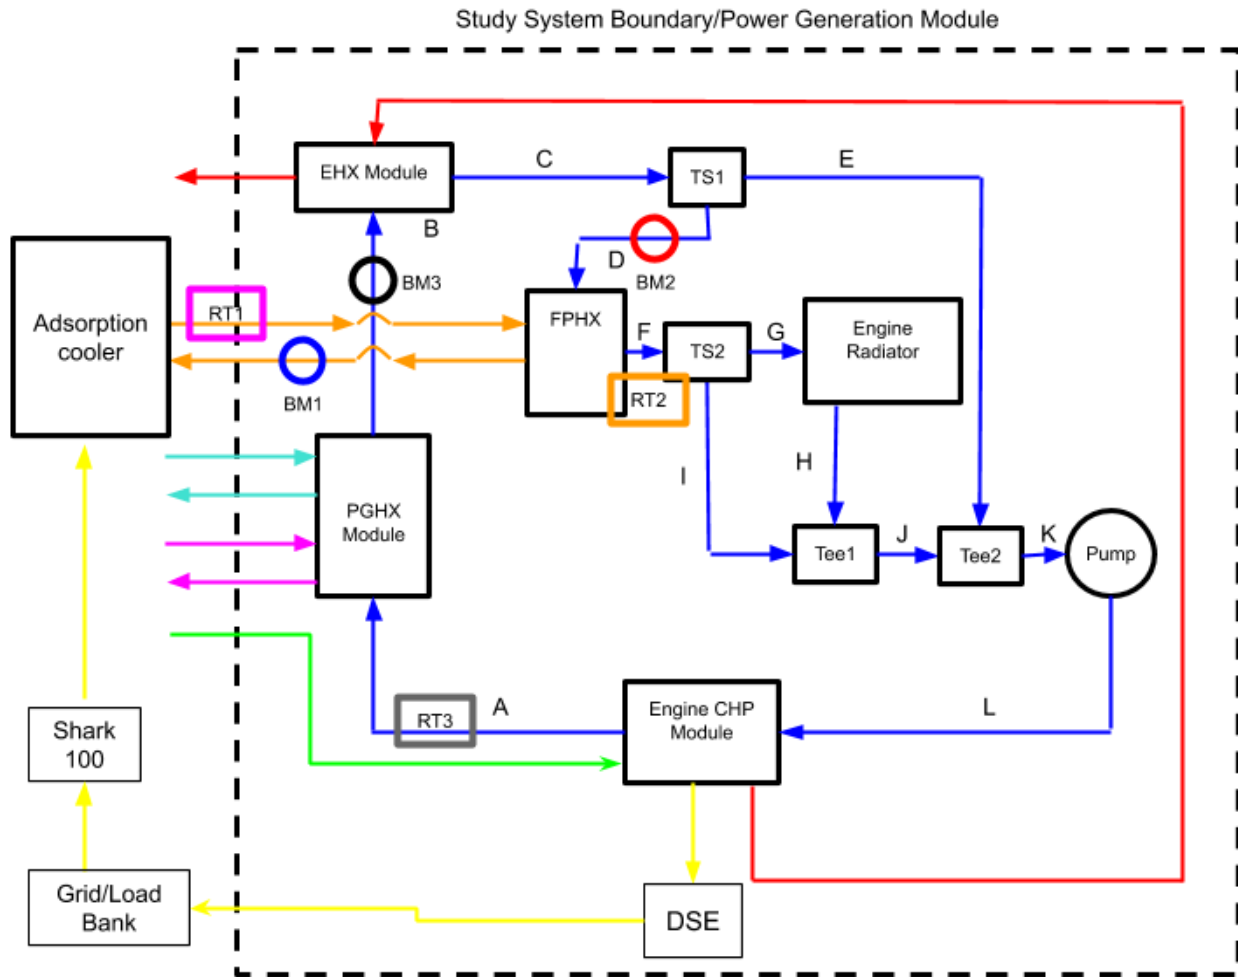 Study System Boundary/Power Generation Module
EHX Module
C
TS1
E
B
D
BM2
BM3
Adsorption
cooler
RT1
FPHX
F
TS2
G
Engine
Radiator
BM1
RT2
H
I
PGHX
Module
Tee1
J
Tee2
K
Pump
RT3
A
Engine CHP
Module
L
Shark
100
Grid/Load
Bank
DSE